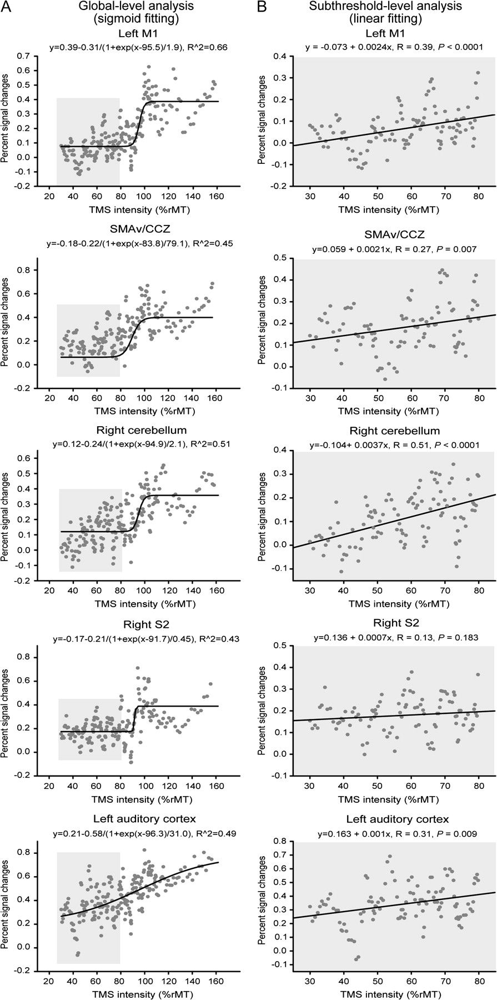 A Global-level analysis
(sigmoid fitting)
B Subthreshold-level analysis
(linear fitting)
Left M1
y=0.39-0.31/(1+exp(x-95.5)/1.9), R^2=0.66
Percent signal changes
0.7
0.6
0.5
0.4
0.3
0.2
0.1
0.0
-0.1
-0.2
20 40 60 80 100 120 140 160
TMS intensity (%rMT)
Left M1
y = -0.073 + 0.0024x, R = 0.39, P < 0.0001
Percent signal changes
0.4
0.3
0.2
0.1
0.0
-0.1
-0.2
30 40 50 60 70 80
TMS intensity (%rMT)
SMAv/CCZ
y=-0.18-0.22/(1+exp(x-83.8)/79.1), R^2=0.45
Percent signal changes
0.8
0.6
0.4
0.2
0.0
-0.2
20 40 60 80 100 120 140 160
TMS intensity (%rMT)
SMAv/CCZ
y=0.059 + 0.0021x, R = 0.27, P = 0.007
Percent signal changes
0.5
0.4
0.3
0.2
0.1
0.0
-0.1
30 40 50 60 70 80
TMS intensity (%rMT)
Right cerebellum
y=0.12-0.24/(1+exp(x-94.9)/2.1), R^2=0.51
Percent signal changes
0.6
0.5
0.4
0.3
0.2
0.1
0.0
-0.1
-0.2
20 40 60 80 100 120 140 160
TMS intensity (%rMT)
Right cerebellum
y=-0.104+ 0.0037x, R = 0.51, P < 0.0001
Percent signal changes
0.4
0.3
0.2
0.1
0.0
-0.1
30 40 50 60 70 80
TMS intensity (%rMT)
Right S2
y=-0.17-0.21/(1+exp(x-91.7)/0.45), R^2=0.43
Percent signal changes
0.8
0.6
0.4
0.2
0.0
-0.2
20 40 60 80 100 120 140 160
TMS intensity (%rMT)
Right S2
y=0.136 + 0.0007x, R = 0.13, P = 0.183
Percent signal changes
0.5
0.4
0.3
0.2
0.1
0.0
-0.1
30 40 50 60 70 80
TMS intensity (%rMT)
Left auditory cortex
y=0.21-0.58/(1+exp(x-96.3)/31.0), R^2=0.49
Percent signal changes
0.8
0.6
0.4
0.2
0.0
-0.2
20 40 60 80 100 120 140 160
TMS intensity (%rMT)
Left auditory cortex
y=0.163 + 0.001x, R = 0.31, P = 0.009
Percent signal changes
0.8
0.7
0.6
0.5
0.4
0.3
0.2
0.1
0.0
-0.1
30 40 50 60 70 80
TMS intensity (%rMT)